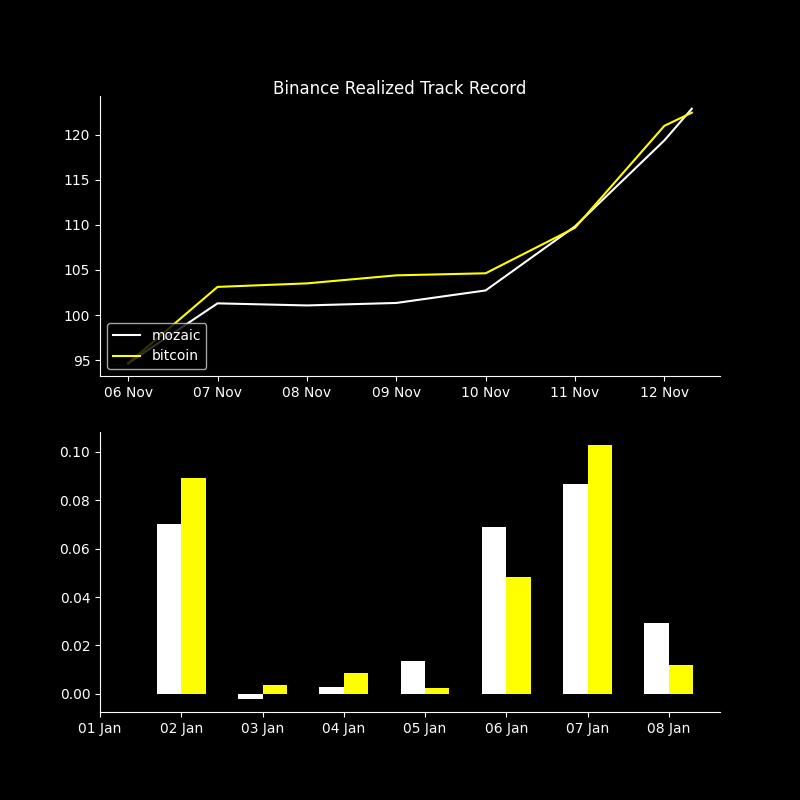 Binance Realized Track Record
120
115
110
105
100
95
mozaic
bitcoin
06 Nov 07 Nov 08 Nov 09 Nov 10 Nov 11 Nov 12 Nov
0.10
0.08
0.06
0.04
0.02
0.00
01 Jan 02 Jan 03 Jan 04 Jan 05 Jan 06 Jan 07 Jan 08 Jan